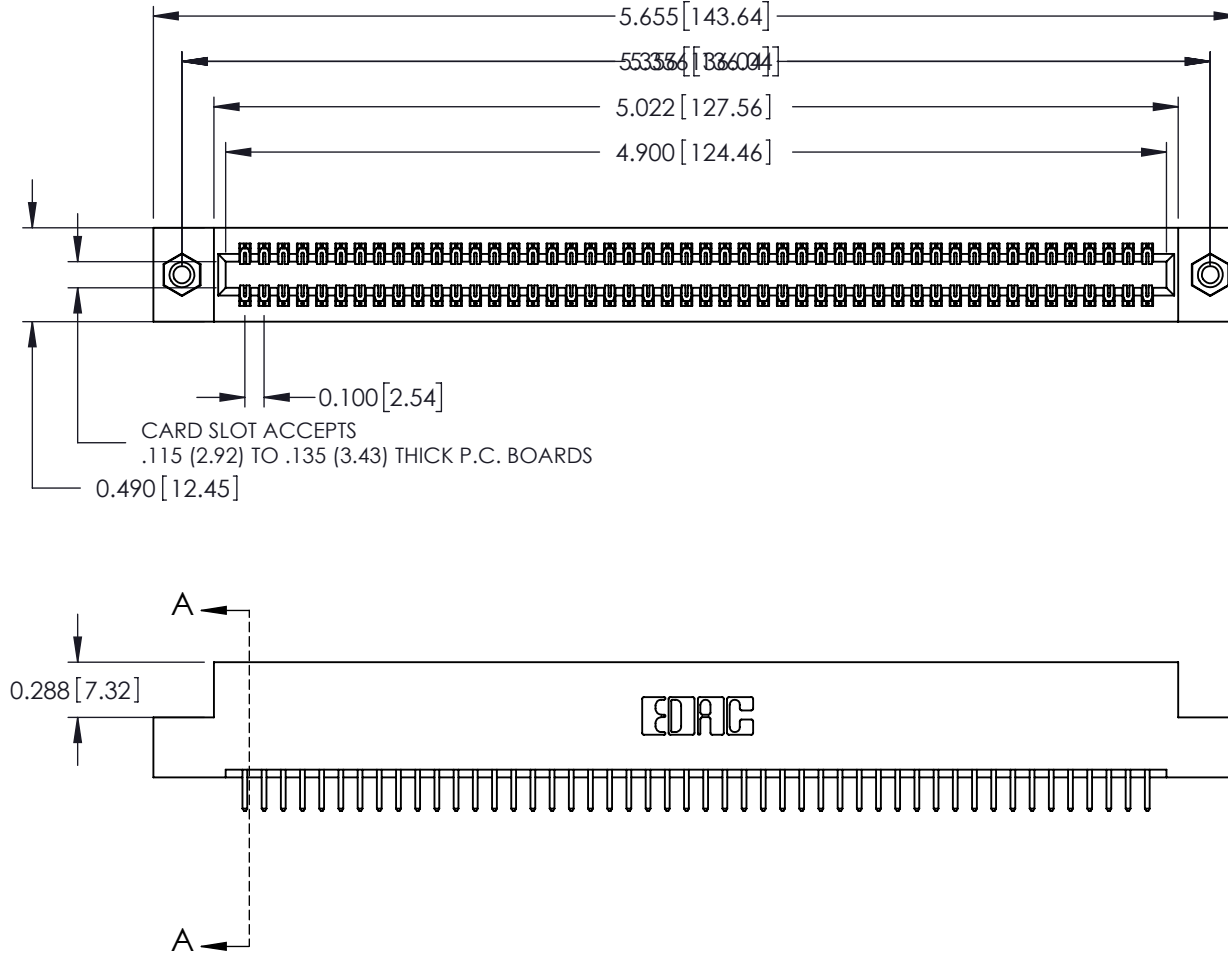 5.655[143.64]
5.022[127.56]
4.900[124.46]
0.100[2.54]
CARD SLOT ACCEPTS
.115 (2.92) TO .135 (3.43) THICK P.C. BOARDS
0.490[12.45]
A
0.288[7.32]
EDAC
A